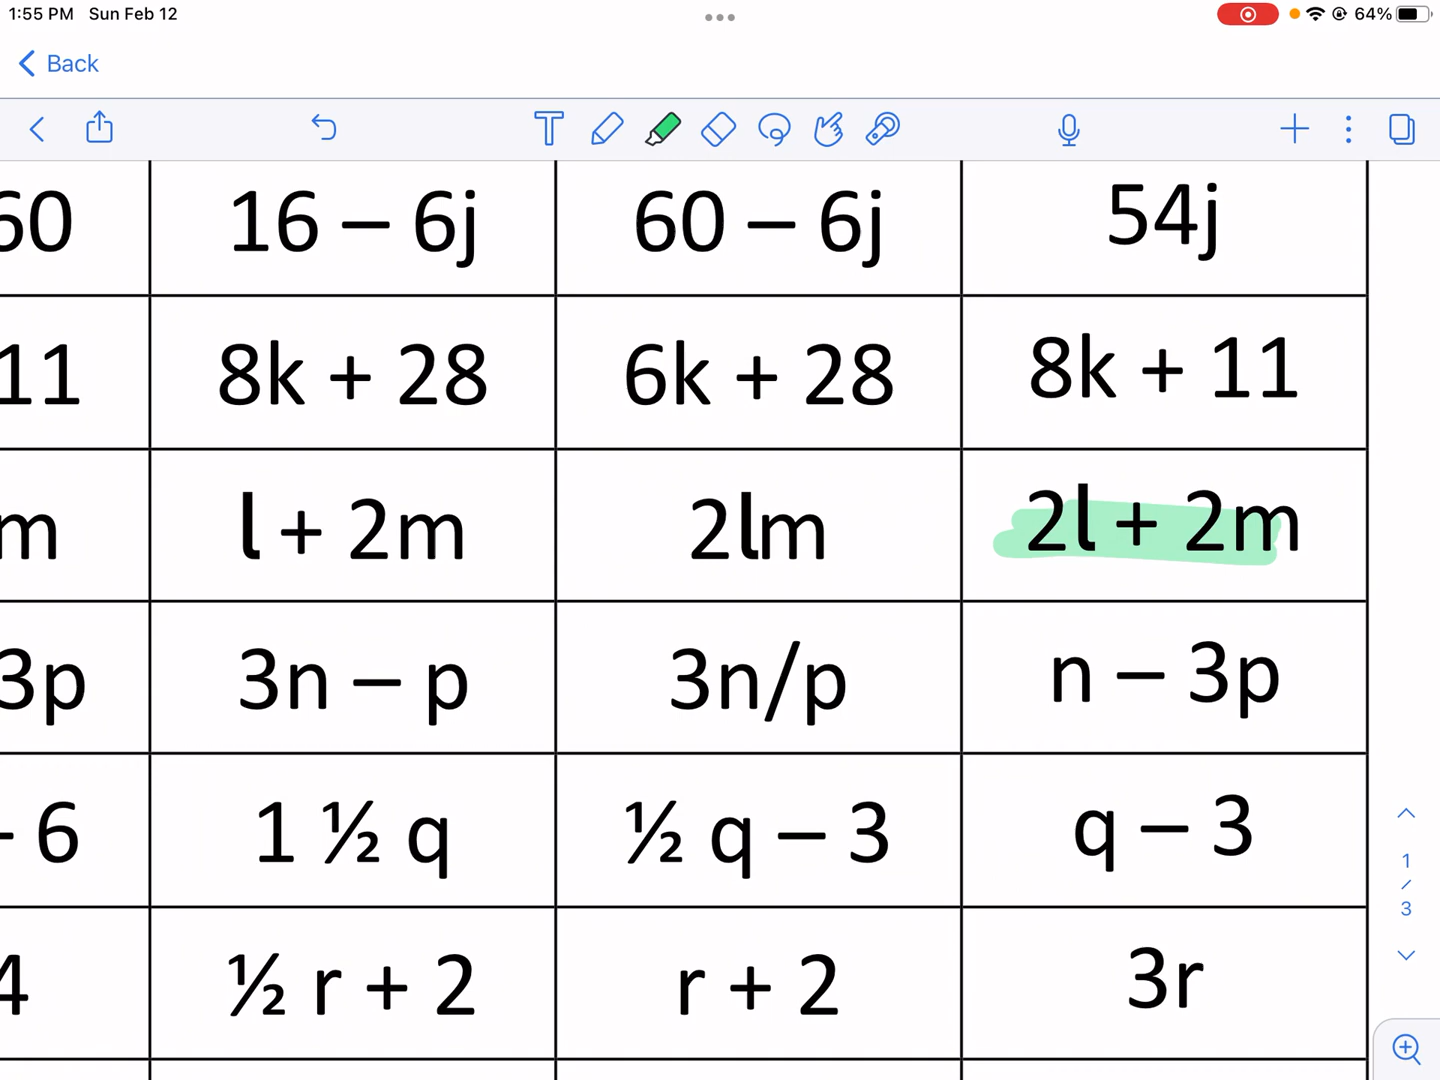 1:55 PM Sun Feb 12 64%
Back
60 16 – 6j 60 – 6j 54j
11 8k + 28 6k + 28 8k + 11
m l + 2m 2lm 2l + 2m
3p 3n – p 3n/p n – 3p
- 6 1 ½ q ½ q – 3 q – 3
4 ½ r + 2 r + 2 3r
1
/
3